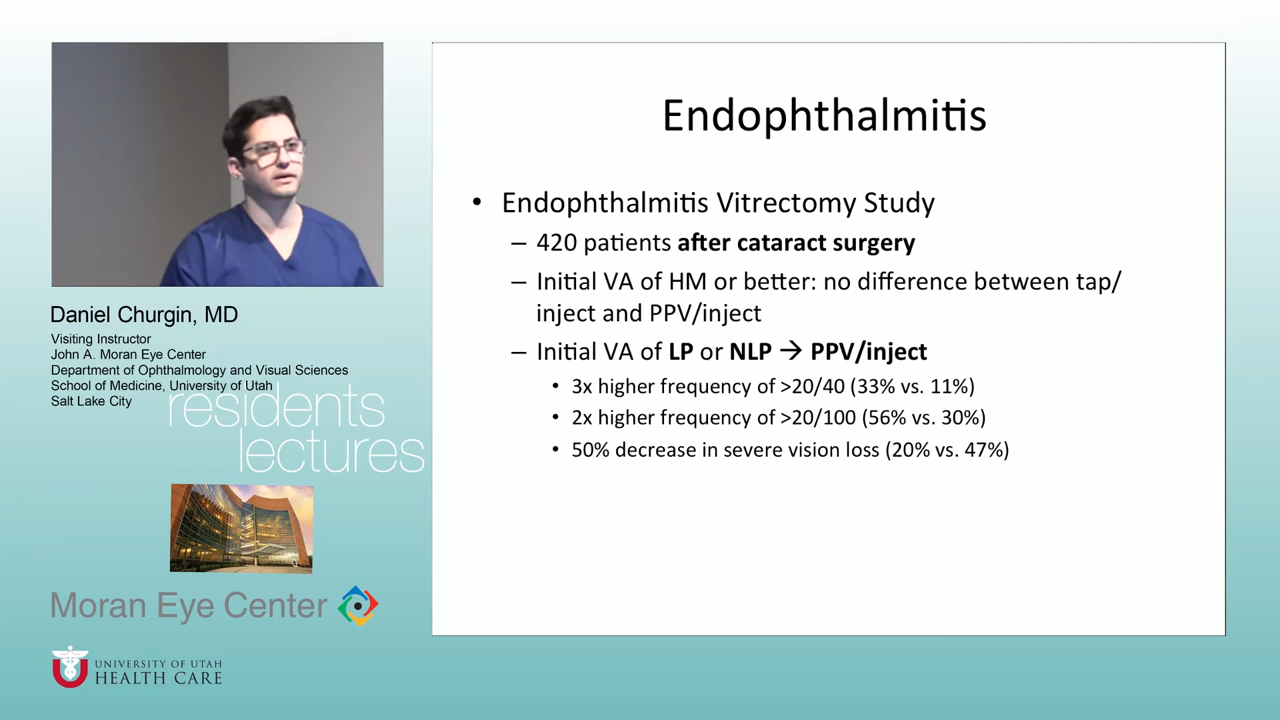 Daniel Churgin, MD
Visiting Instructor
John A. Moran Eye Center
Department of Ophthalmology and Visual Sciences
School of Medicine, University of Utah
Salt Lake City
residents
lectures
Moran Eye Center
UNIVERSITY OF UTAH
HEALTH CARE
Endophthalmitis
• Endophthalmitis Vitrectomy Study
– 420 patients after cataract surgery
– Initial VA of HM or better: no difference between tap/
inject and PPV/inject
– Initial VA of LP or NLP → PPV/inject
• 3x higher frequency of >20/40 (33% vs. 11%)
• 2x higher frequency of >20/100 (56% vs. 30%)
• 50% decrease in severe vision loss (20% vs. 47%)